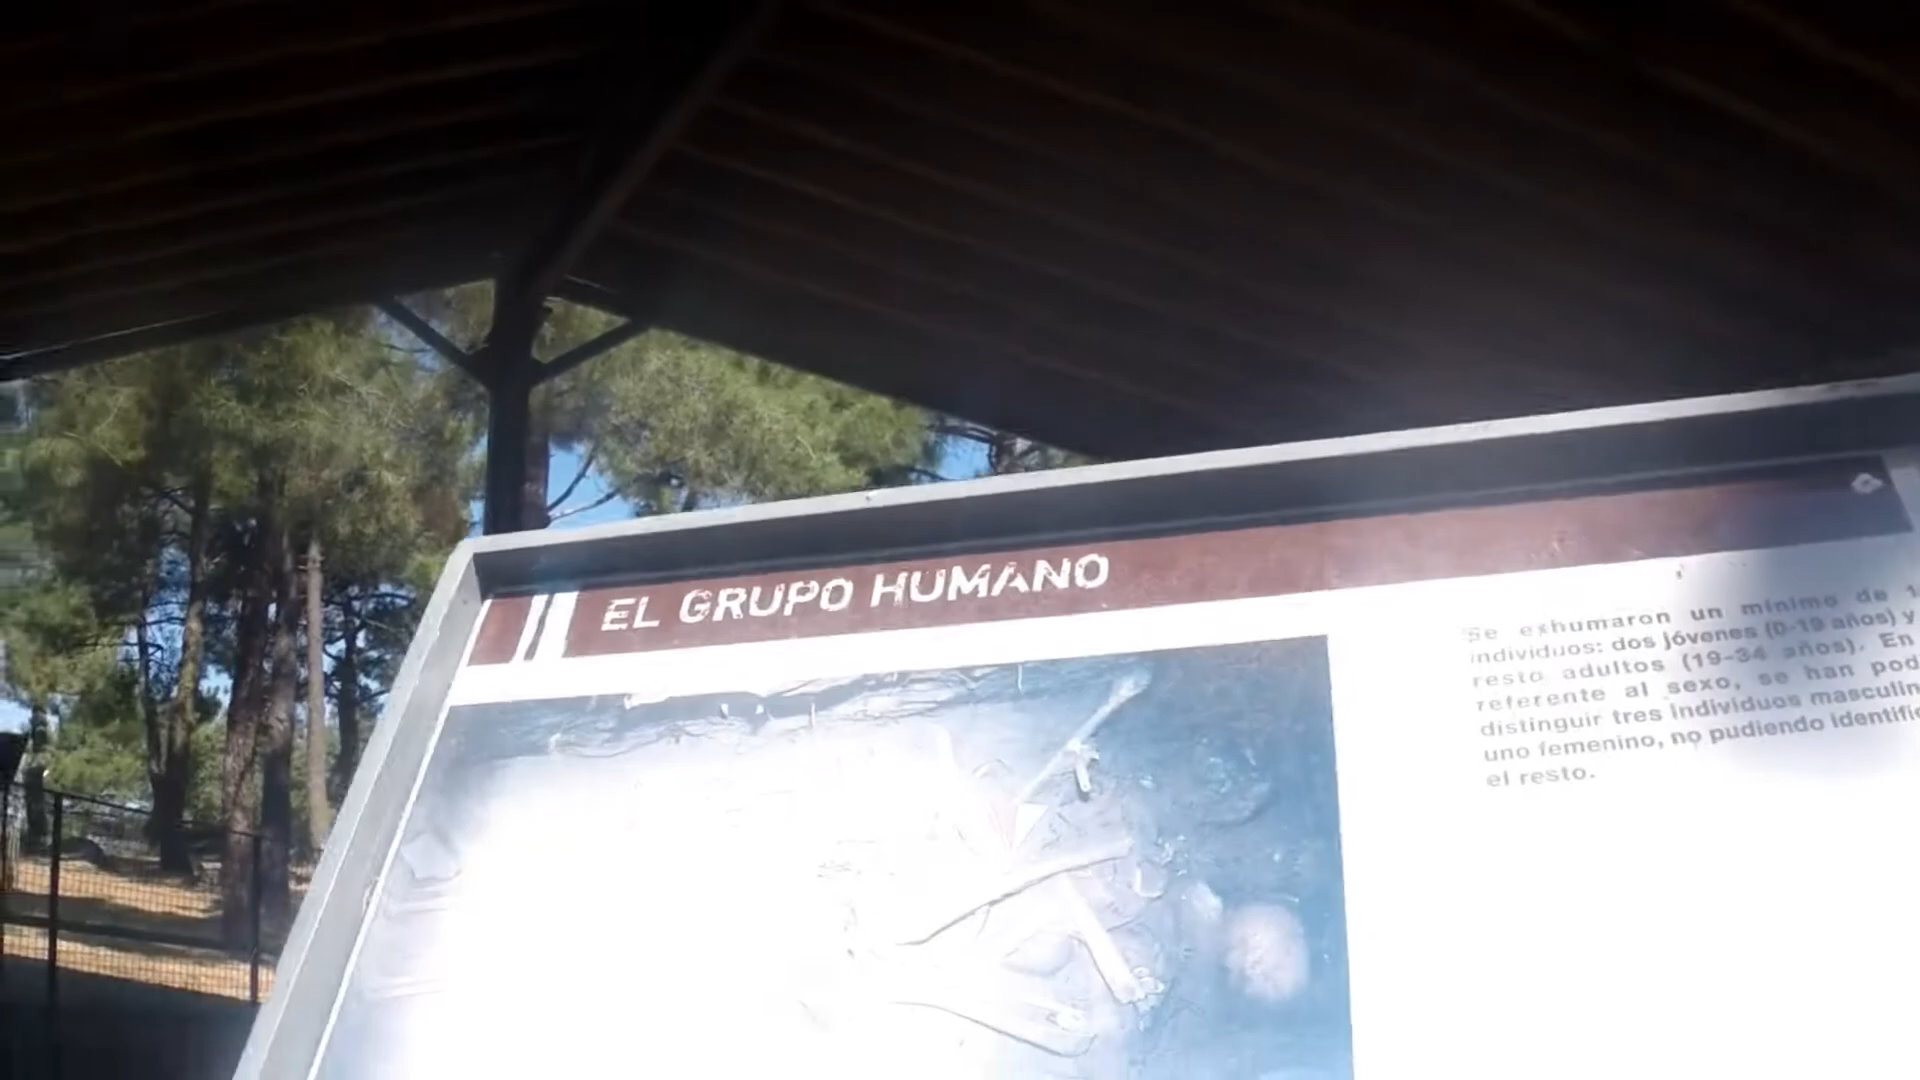 EL GRUPO HUMANO
Se exhumaron un mínimo de
individuos: dos jóvenes (0-19 años) y
resto adultos (19-34 años). En
referente al sexo, se han
distinguir tres individuos
uno femenino, no pudiendo
el resto.